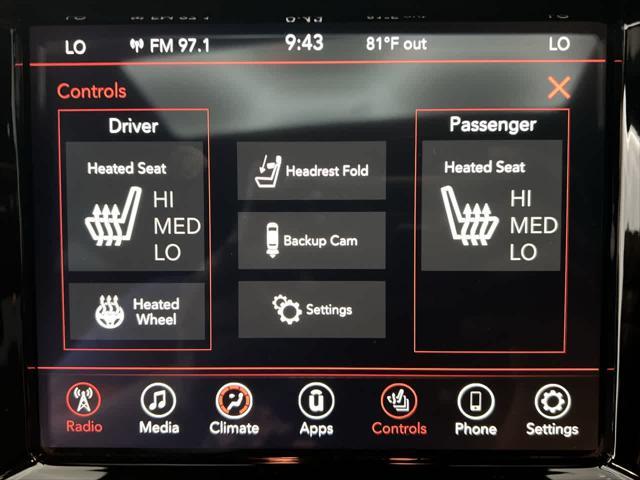 LO FM 97.1 9:43 81°F out LO
Controls
Driver
Heated Seat
HI
MED
LO
Heated
Wheel
Headrest Fold
Backup Cam
Settings
Passenger
Heated Seat
HI
MED
LO
Radio Media Climate Apps Controls Phone Settings